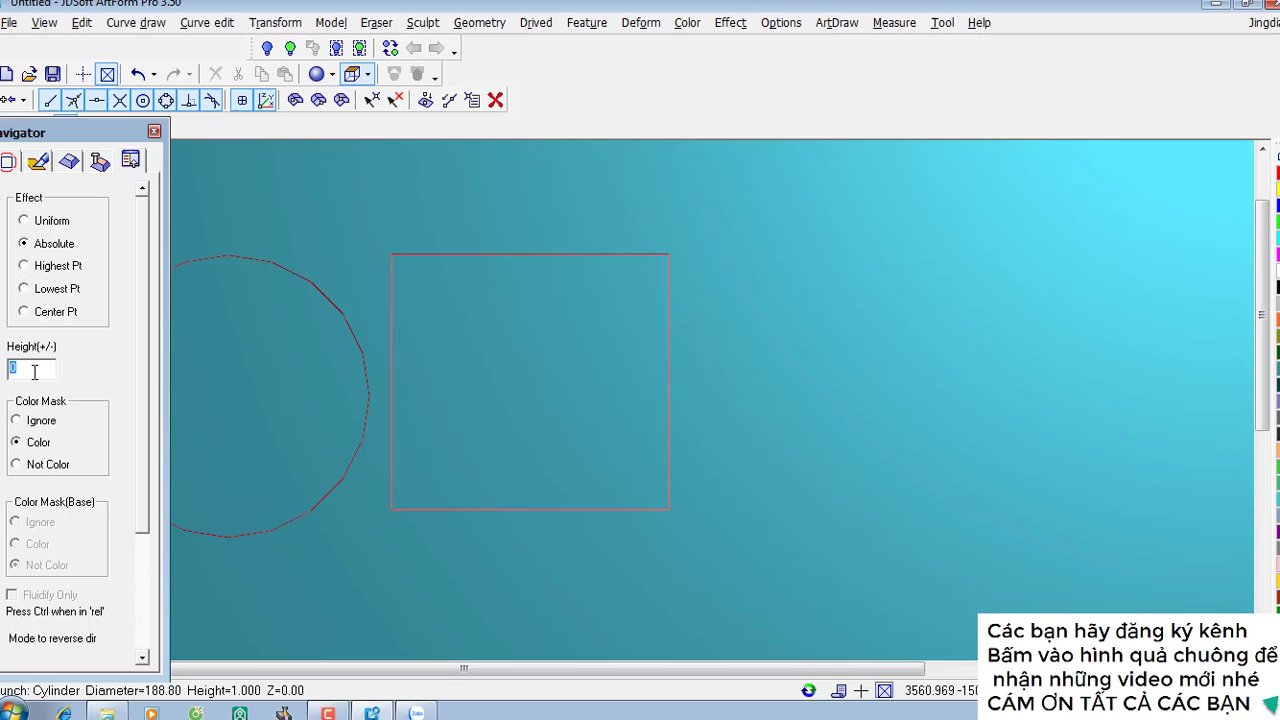 Untitled - JDSoft ArtForm Pro 3.50
File View Edit Curve draw Curve edit Transform Model Eraser Sculpt Geometry Drived Feature Deform Color Effect Options ArtDraw Measure Tool Help Jingdia
avigator
Effect
Uniform
Absolute
Highest Pt
Lowest Pt
Center Pt
Height(+/-)
0
Color Mask
Ignore
Color
Not Color
Color Mask(Base)
Ignore
Color
Not Color
Fluidify Only
Press Ctrl when in 'rel'
Mode to reverse dir
Các bạn hãy đăng ký kênh
Bấm vào hình quả chuông để
nhận những video mới nhé
CÁM ƠN TẤT CẢ CÁC BẠN
unch: Cylinder Diameter=188.80 Height=1.000 Z=0.00 3560.969 -150